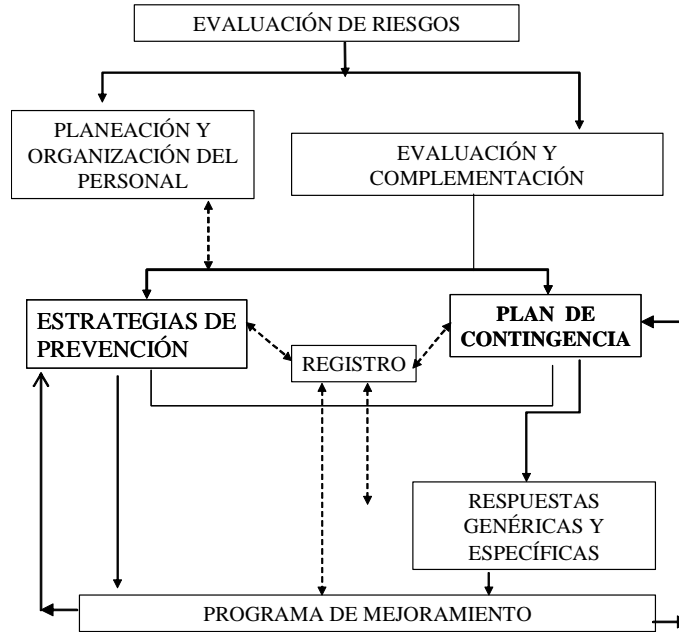 EVALUACIÓN DE RIESGOS
PLANEACIÓN Y
ORGANIZACIÓN DEL
PERSONAL
EVALUACIÓN Y
COMPLEMENTACIÓN
ESTRATEGIAS DE
PREVENCIÓN
PLAN DE
CONTINGENCIA
REGISTRO
RESPUESTAS
GENÉRICAS Y
ESPECÍFICAS
PROGRAMA DE MEJORAMIENTO